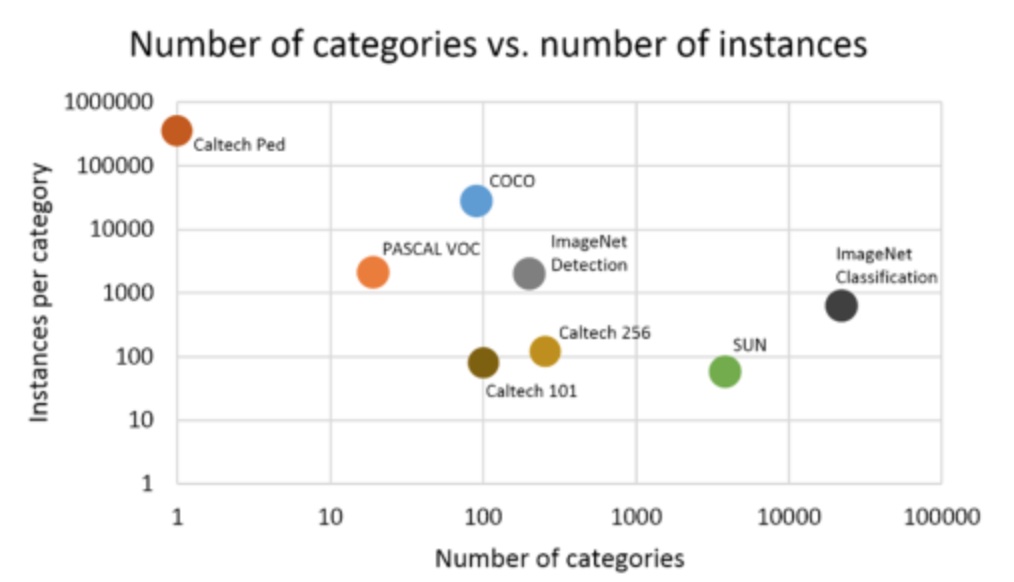 Number of categories vs. number of instances
1000000
Caltech Ped
100000
COCO
10000
PASCAL VOC
ImageNet
Detection
ImageNet
Classification
1000
Caltech 256
SUN
100
Caltech 101
10
1
1 10 100 1000 10000 100000
Number of categories
Instances per category